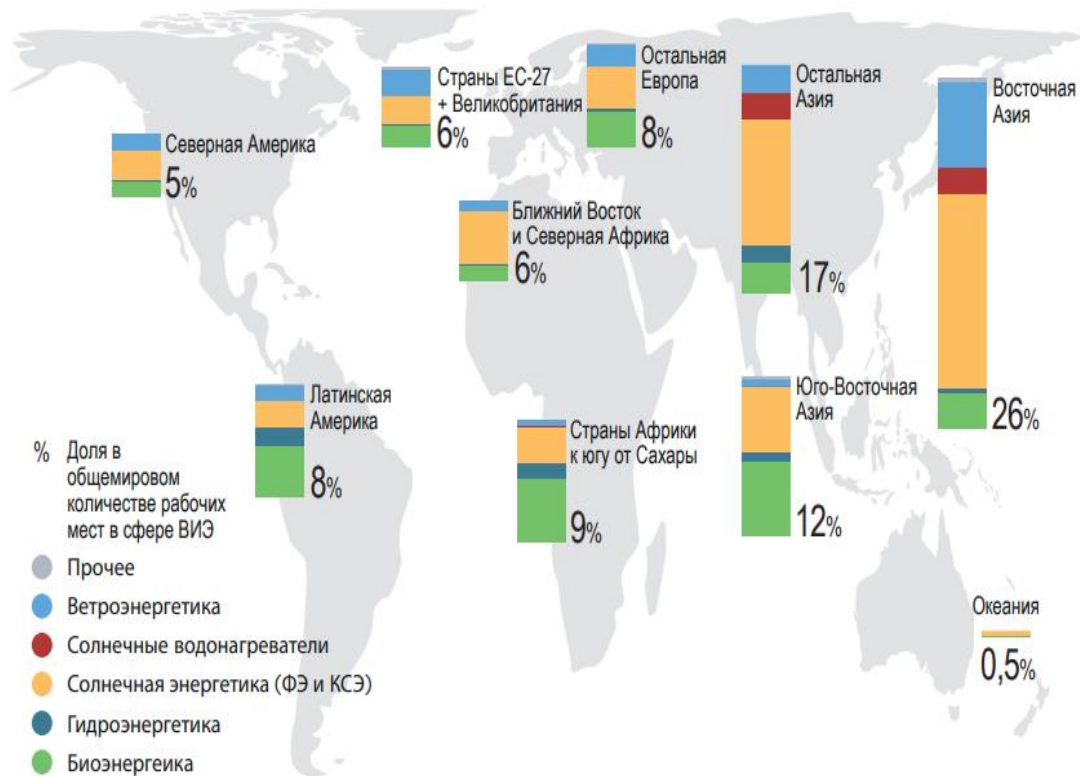 Страны ЕС-27
+ Великобритания
6%
Остальная
Европа
8%
Остальная
Азия
17%
Восточная
Азия
26%
Северная Америка
5%
Ближний Восток
и Северная Африка
6%
Латинская
Америка
8%
Страны Африки
к югу от Сахары
9%
Юго-Восточная
Азия
12%
Океания
0,5%
% Доля в
общемировом
количестве рабочих
мест в сфере ВИЭ
Прочее
Ветроэнергетика
Солнечные водонагреватели
Солнечная энергетика (ФЭ и КСЭ)
Гидроэнергетика
Биоэнергеика